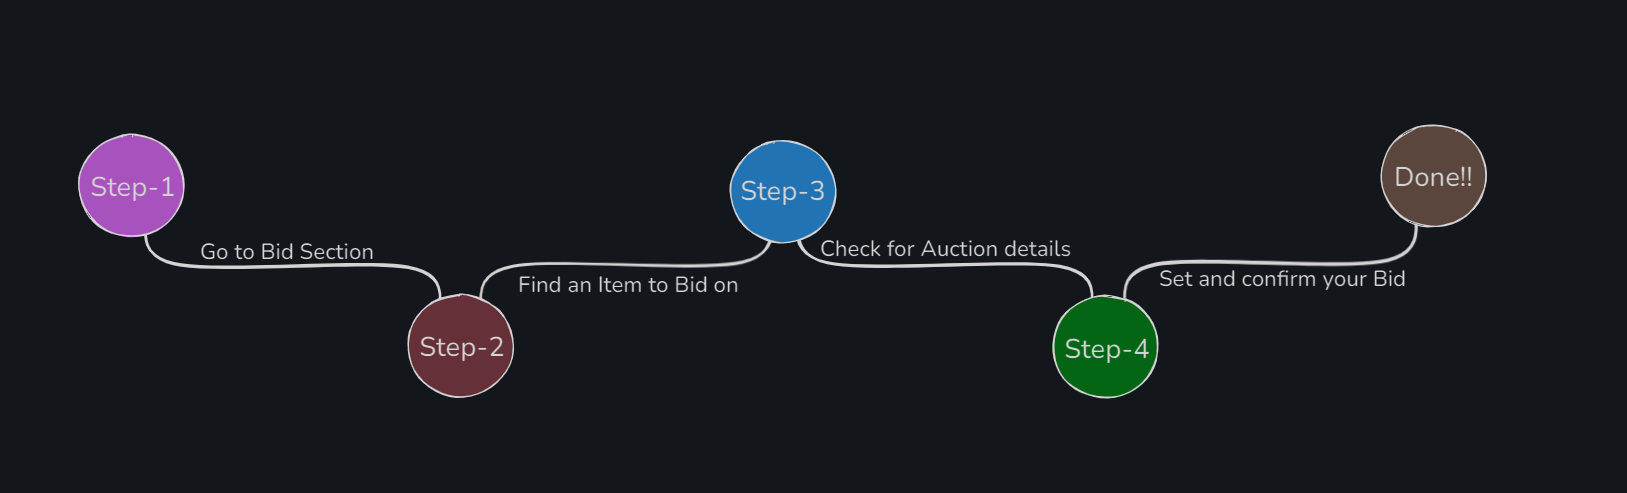 Step-1
Go to Bid Section
Step-2
Find an Item to Bid on
Step-3
Check for Auction details
Step-4
Set and confirm your Bid
Done!!